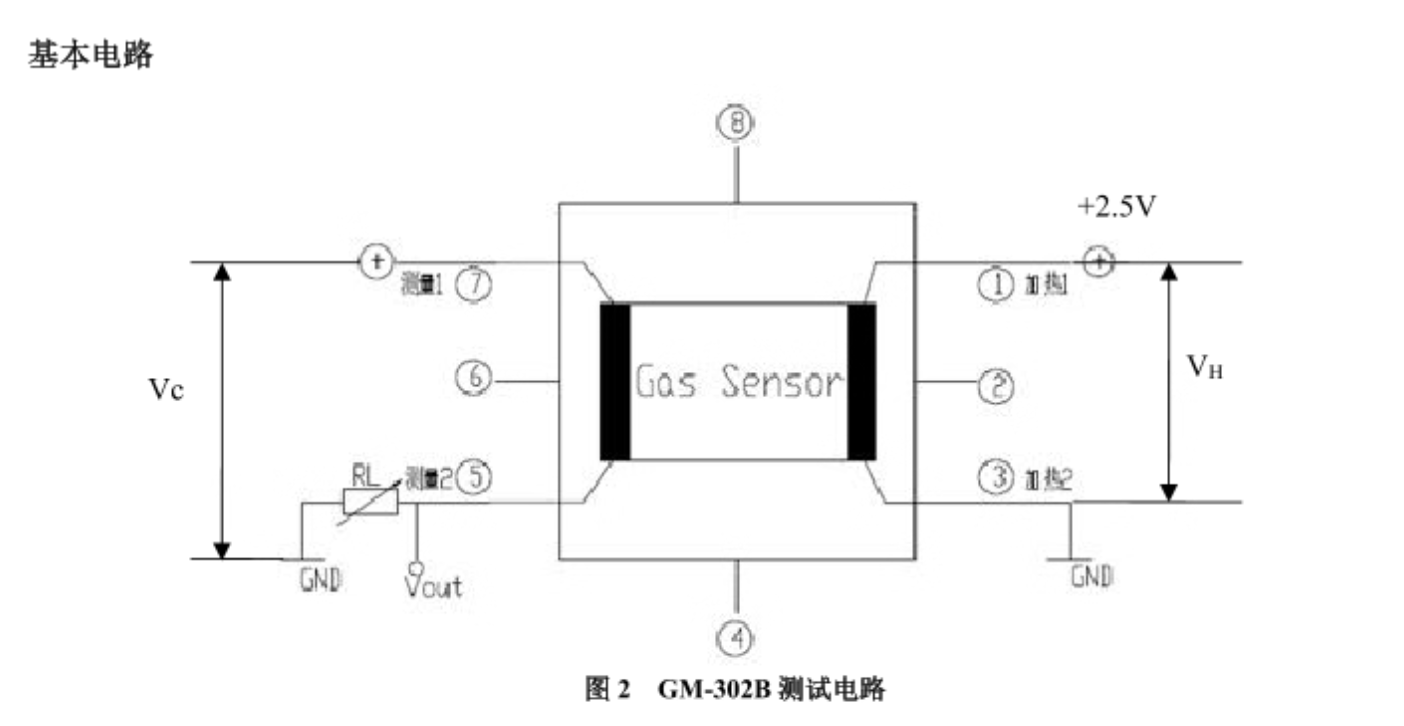 基本电路
⑧
+2.5V
测量1 ⑦
① 加热1
⑥
Gas Sensor
②
Vc
VH
RL
测量2 ⑤
③ 加热2
GND
Vout
GND
④
图 2 GM-302B 测试电路